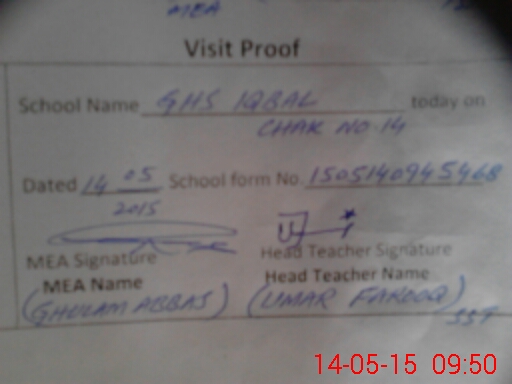 MEA
Visit Proof
School Name GHS IQBAL today on
CHAK NO 14
Dated 14 05 School form No. 150514094546B
2015
MEA Signature Head Teacher Signature
MEA Name Head Teacher Name
(GHULAM ABBAS) (UMAR FAROOQ)
SST
14-05-15 09:50